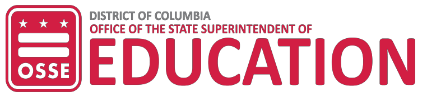 OSSE
DISTRICT OF COLUMBIA
OFFICE OF THE STATE SUPERINTENDENT OF
EDUCATION